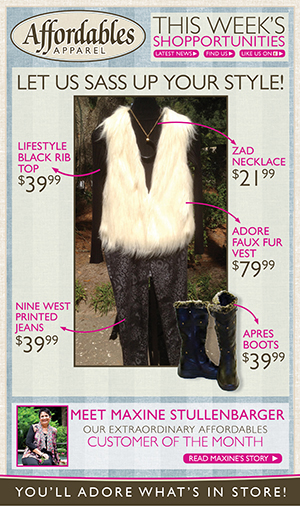 Affordables
APPAREL
THIS WEEK'S
SHOPPORTUNITIES
LATEST NEWS FIND US LIKE US ON
LET US SASS UP YOUR STYLE!
LIFESTYLE
BLACK RIB
TOP
$39.99
ZAD
NECKLACE
$21.99
ADORE
FAUX FUR
VEST
$79.99
NINE WEST
PRINTED
JEANS
$39.99
APRES
BOOTS
$39.99
MEET MAXINE STULLENBARGER
OUR EXTRAORDINARY AFFORDABLES
CUSTOMER OF THE MONTH
READ MAXINE'S STORY
YOU'LL ADORE WHAT'S IN STORE!